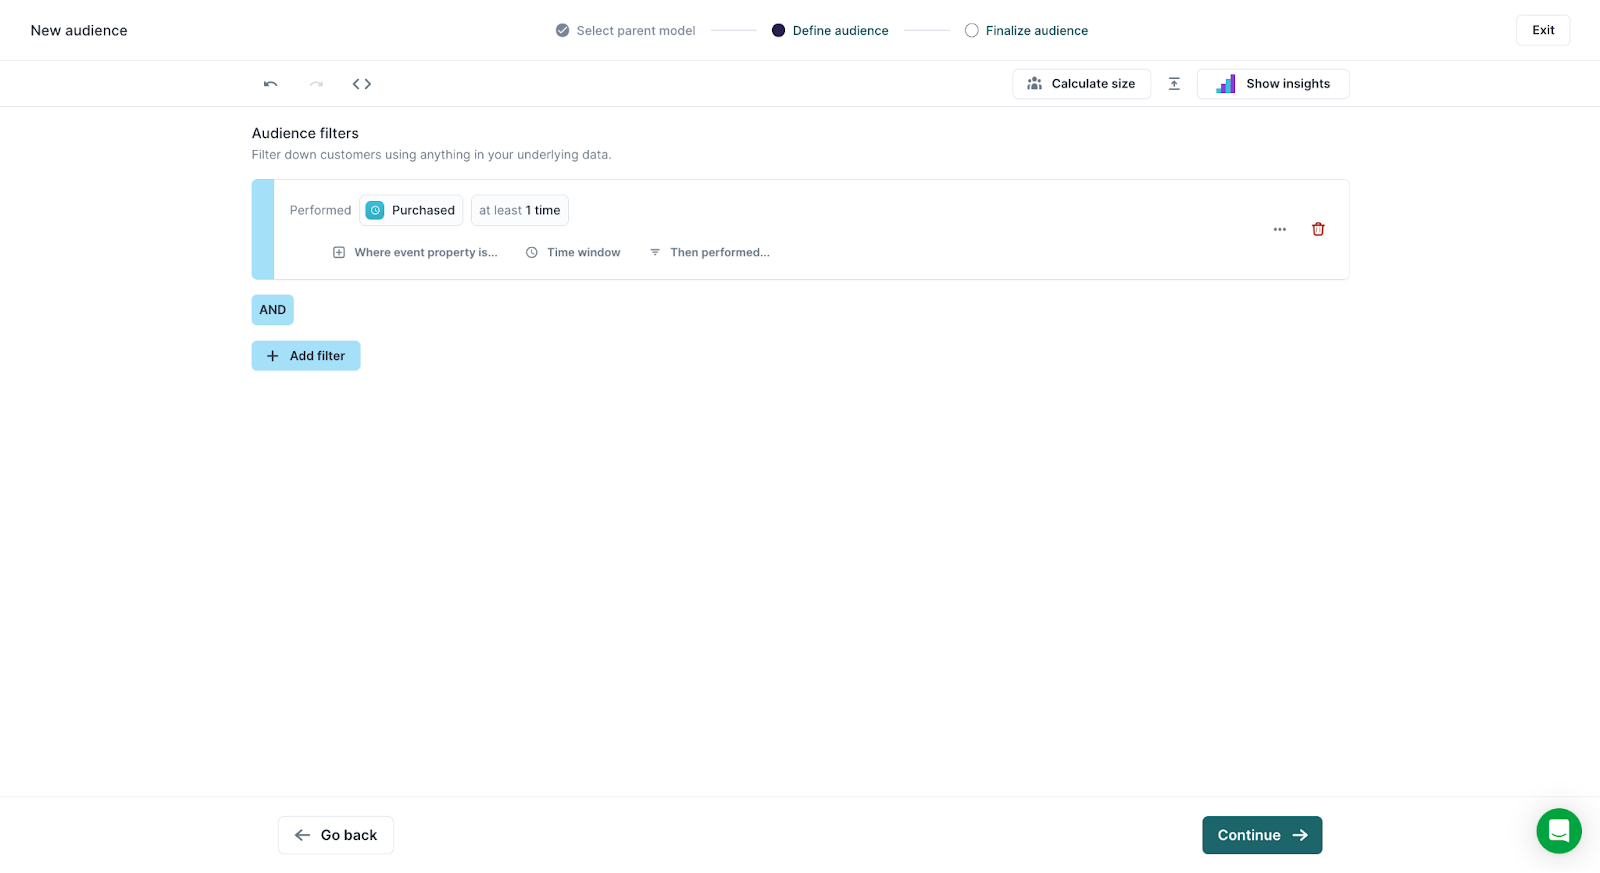 New audience
Select parent model
Define audience
Finalize audience
Exit
Calculate size
Show insights
Audience filters
Filter down customers using anything in your underlying data.
Performed Purchased at least 1 time
Where event property is... Time window Then performed...
AND
Add filter
Go back
Continue